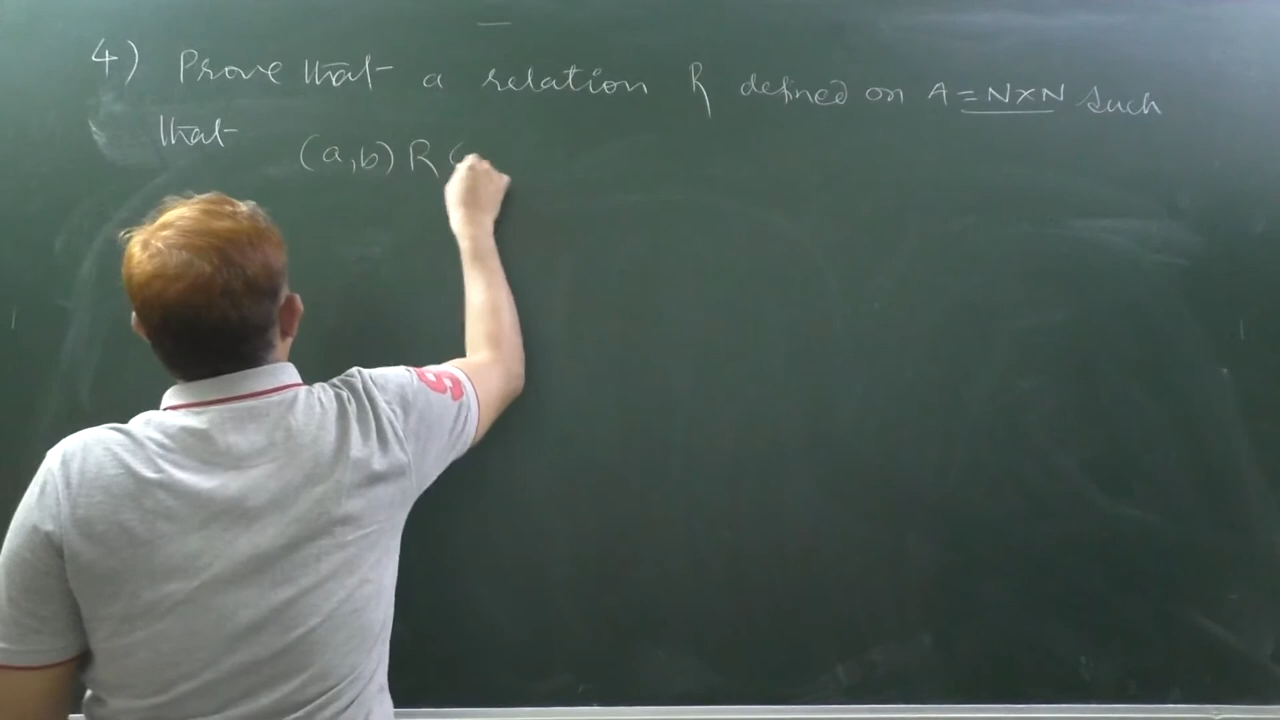 4) Prove that a relation R defined on A = N×N such
that (a,b) R (